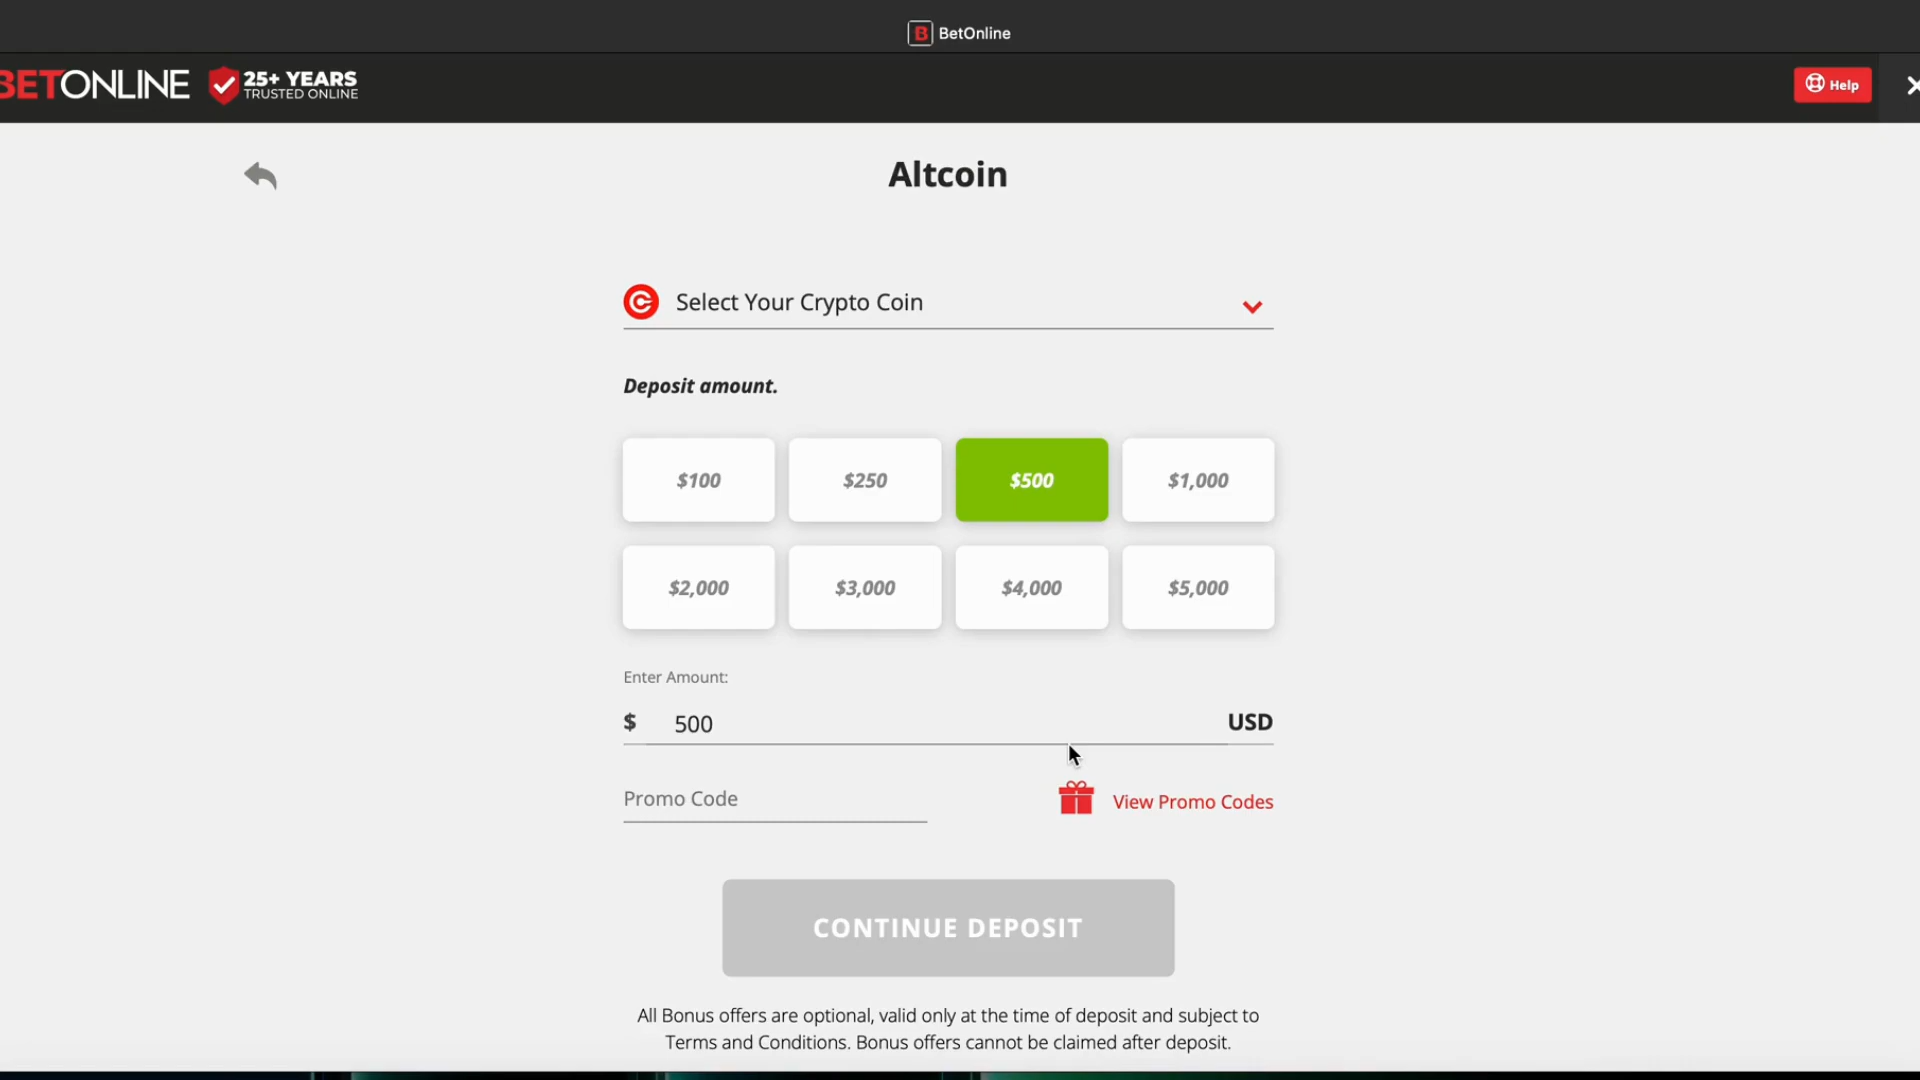 B BetOnline
BETONLINE
25+ YEARS
TRUSTED ONLINE
Help
Altcoin
Select Your Crypto Coin
Deposit amount.
$100
$250
$500
$1,000
$2,000
$3,000
$4,000
$5,000
Enter Amount:
$ 500 USD
Promo Code
View Promo Codes
CONTINUE DEPOSIT
All Bonus offers are optional, valid only at the time of deposit and subject to
Terms and Conditions. Bonus offers cannot be claimed after deposit.